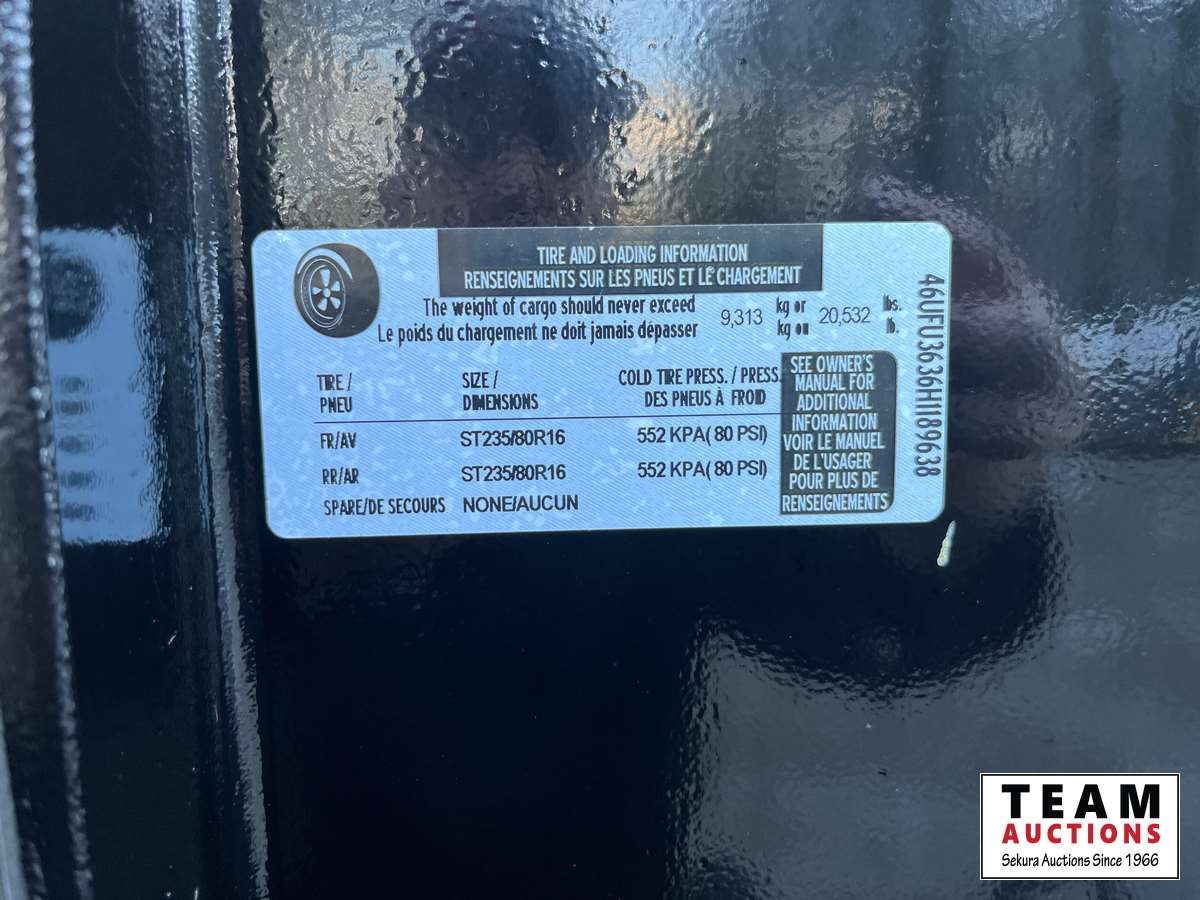 TIRE AND LOADING INFORMATION
RENSEIGNEMENTS SUR LES PNEUS ET LE CHARGEMENT
The weight of cargo should never exceed 9,313 kg or 20,532 lbs.
Le poids du chargement ne doit jamais dépasser kg ou lb.
TIRE / SIZE / COLD TIRE PRESS. / PRESS.
PNEU DIMENSIONS DES PNEUS À FROID
FR/AV ST235/80R16 552 KPA( 80 PSI)
RR/AR ST235/80R16 552 KPA( 80 PSI)
SPARE/DE SECOURS NONE/AUCUN
SEE OWNER'S
MANUAL FOR
ADDITIONAL
INFORMATION
VOIR LE MANUEL
DE L'USAGER
POUR PLUS DE
RENSEIGNEMENTS
46UFU3636H1189638
TEAM
AUCTIONS
Sekura Auctions Since 1966